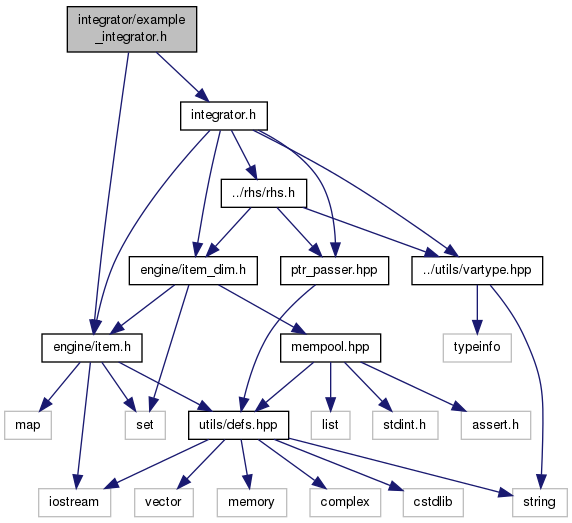 integrator/example
_integrator.h
integrator.h
../rhs/rhs.h
engine/item_dim.h
ptr_passer.hpp
../utils/vartype.hpp
engine/item.h
mempool.hpp
typeinfo
map
set
utils/defs.hpp
list
stdint.h
assert.h
iostream
vector
memory
complex
cstdlib
string